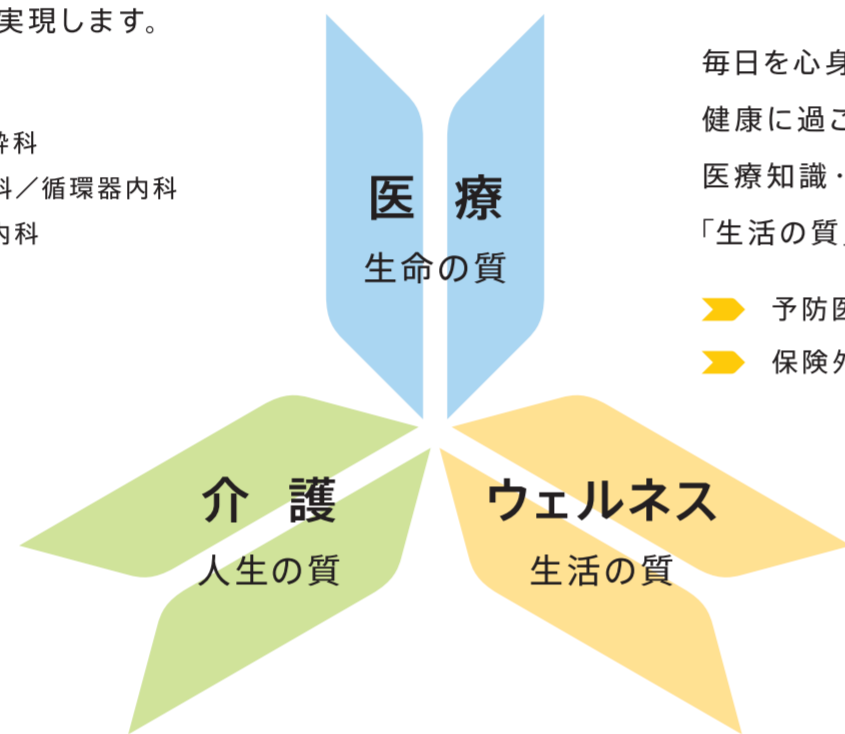 実現します。
酔科
科／循環器内科
内科
医療
生命の質
毎日を心身
健康に過ご
医療知識・
「生活の質」
予防医
保険外
介護
人生の質
ウェルネス
生活の質